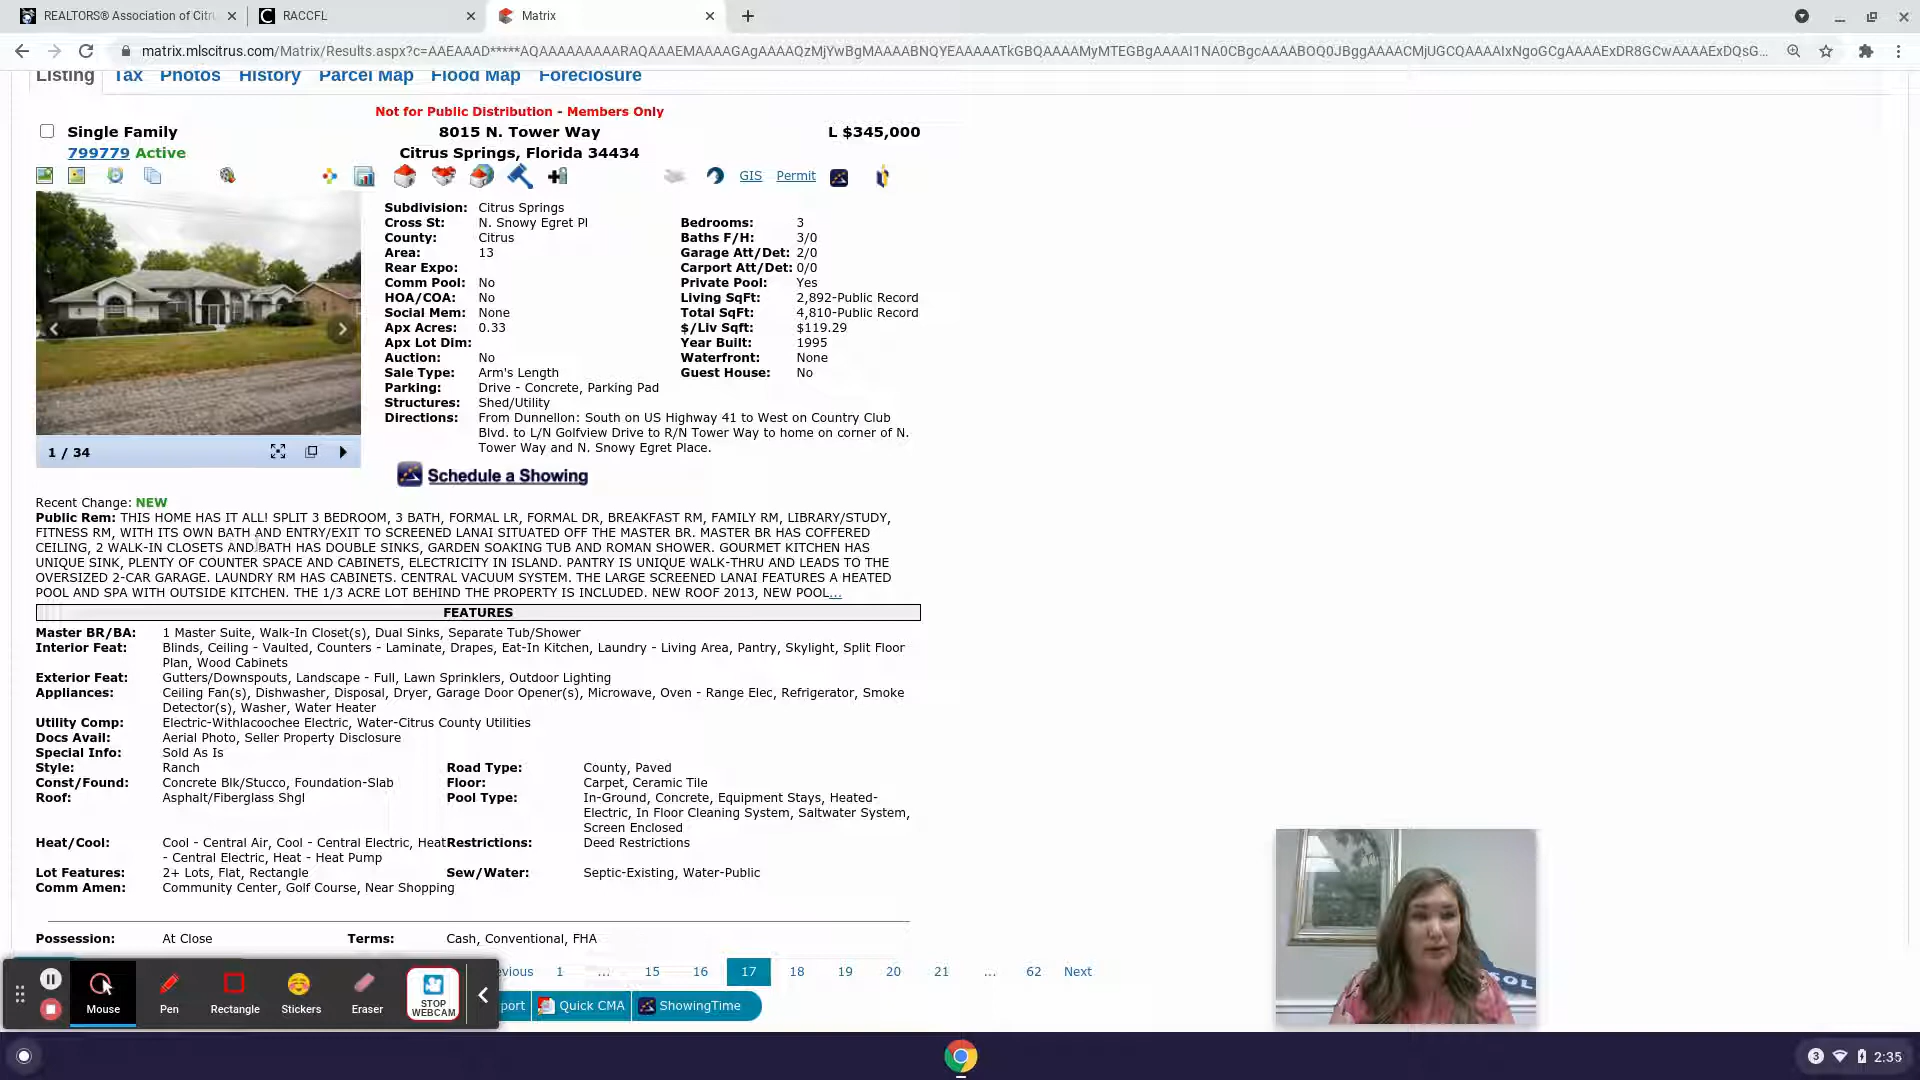 REALTORS® Association of Citru
RACCFL
Matrix
matrix.mlscitrus.com/Matrix/Results.aspx?c=AAEAAAD*****AQAAAAAAAAARAQAAAEMAAAAGAgAAAAQzMjYwBgMAAAABNQYEAAAAATkGBQAAAAMyMTEGBgAAAAI1NA0CBgcAAAABOQ0JBggAAAACMjUGCQAAAAIxNgoGCgAAAAExDR8GCwAAAAExDQsG...
Listing Tax Photos History Parcel Map Flood Map Foreclosure
Not for Public Distribution - Members Only
Single Family 8015 N. Tower Way L $345,000
799779 Active Citrus Springs, Florida 34434
GIS Permit
Subdivision: Citrus Springs
Cross St: N. Snowy Egret Pl Bedrooms: 3
County: Citrus Baths F/H: 3/0
Area: 13 Garage Att/Det: 2/0
Rear Expo: Carport Att/Det: 0/0
Comm Pool: No Private Pool: Yes
HOA/COA: No Living SqFt: 2,892-Public Record
Social Mem: None Total SqFt: 4,810-Public Record
Apx Acres: 0.33 $/Liv Sqft: $119.29
Apx Lot Dim: Year Built: 1995
Auction: No Waterfront: None
Sale Type: Arm's Length Guest House: No
Parking: Drive - Concrete, Parking Pad
Structures: Shed/Utility
Directions: From Dunnellon: South on US Highway 41 to West on Country Club
Blvd. to L/N Golfview Drive to R/N Tower Way to home on corner of N.
Tower Way and N. Snowy Egret Place.
1 / 34
Schedule a Showing
Recent Change: NEW
Public Rem: THIS HOME HAS IT ALL! SPLIT 3 BEDROOM, 3 BATH, FORMAL LR, FORMAL DR, BREAKFAST RM, FAMILY RM, LIBRARY/STUDY,
FITNESS RM, WITH ITS OWN BATH AND ENTRY/EXIT TO SCREENED LANAI SITUATED OFF THE MASTER BR. MASTER BR HAS COFFERED
CEILING, 2 WALK-IN CLOSETS AND BATH HAS DOUBLE SINKS, GARDEN SOAKING TUB AND ROMAN SHOWER. GOURMET KITCHEN HAS
UNIQUE SINK, PLENTY OF COUNTER SPACE AND CABINETS, ELECTRICITY IN ISLAND. PANTRY IS UNIQUE WALK-THRU AND LEADS TO THE
OVERSIZED 2-CAR GARAGE. LAUNDRY RM HAS CABINETS. CENTRAL VACUUM SYSTEM. THE LARGE SCREENED LANAI FEATURES A HEATED
POOL AND SPA WITH OUTSIDE KITCHEN. THE 1/3 ACRE LOT BEHIND THE PROPERTY IS INCLUDED. NEW ROOF 2013, NEW POOL...
FEATURES
Master BR/BA: 1 Master Suite, Walk-In Closet(s), Dual Sinks, Separate Tub/Shower
Interior Feat: Blinds, Ceiling - Vaulted, Counters - Laminate, Drapes, Eat-In Kitchen, Laundry - Living Area, Pantry, Skylight, Split Floor
Plan, Wood Cabinets
Exterior Feat: Gutters/Downspouts, Landscape - Full, Lawn Sprinklers, Outdoor Lighting
Appliances: Ceiling Fan(s), Dishwasher, Disposal, Dryer, Garage Door Opener(s), Microwave, Oven - Range Elec, Refrigerator, Smoke
Detector(s), Washer, Water Heater
Utility Comp: Electric-Withlacoochee Electric, Water-Citrus County Utilities
Docs Avail: Aerial Photo, Seller Property Disclosure
Special Info: Sold As Is
Style: Ranch Road Type: County, Paved
Const/Found: Concrete Blk/Stucco, Foundation-Slab Floor: Carpet, Ceramic Tile
Roof: Asphalt/Fiberglass Shgl Pool Type: In-Ground, Concrete, Equipment Stays, Heated-
Electric, In Floor Cleaning System, Saltwater System,
Screen Enclosed
Heat/Cool: Cool - Central Air, Cool - Central Electric, Heat Restrictions: Deed Restrictions
- Central Electric, Heat - Heat Pump
Lot Features: 2+ Lots, Flat, Rectangle Sew/Water: Septic-Existing, Water-Public
Comm Amen: Community Center, Golf Course, Near Shopping
Possession: At Close Terms: Cash, Conventional, FHA
evious 1 ... 15 16 17 18 19 20 21 ... 62 Next
port Quick CMA ShowingTime
Mouse Pen Rectangle Stickers Eraser STOP WEBCAM
SOL
3 2:35